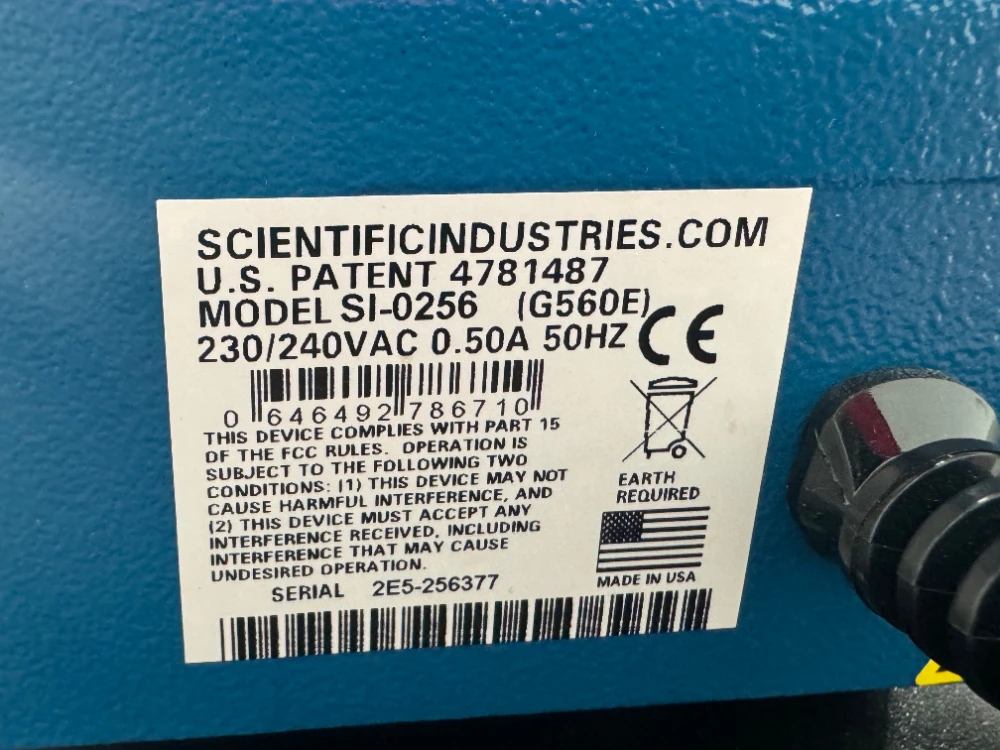 SCIENTIFICINDUSTRIES.COM
U.S. PATENT 4781487
MODEL SI-0256 (G560E)
230/240VAC 0.50A 50HZ
CE
0 646492 786710
THIS DEVICE COMPLIES WITH PART 15
OF THE FCC RULES. OPERATION IS
SUBJECT TO THE FOLLOWING TWO
CONDITIONS: (1) THIS DEVICE MAY NOT
CAUSE HARMFUL INTERFERENCE, AND
(2) THIS DEVICE MUST ACCEPT ANY
INTERFERENCE RECEIVED, INCLUDING
INTERFERENCE THAT MAY CAUSE
UNDESIRED OPERATION.
EARTH
REQUIRED
MADE IN USA
SERIAL 2E5-256377